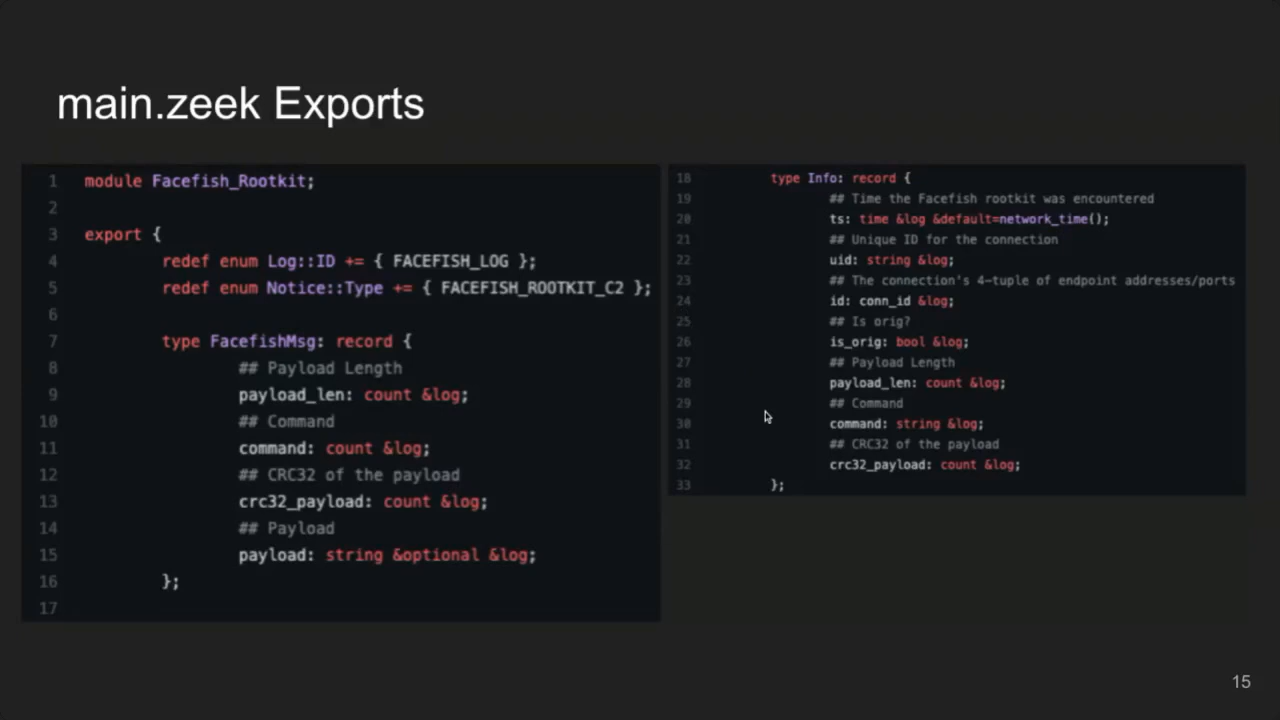 main.zeek Exports
1 module Facefish_Rootkit;
2
3 export {
4 redef enum Log::ID += { FACEFISH_LOG };
5 redef enum Notice::Type += { FACEFISH_ROOTKIT_C2 };
6
7 type FacefishMsg: record {
8 ## Payload Length
9 payload_len: count &log;
10 ## Command
11 command: count &log;
12 ## CRC32 of the payload
13 crc32_payload: count &log;
14 ## Payload
15 payload: string &optional &log;
16 };
17
18 type Info: record {
19 ## Time the Facefish rootkit was encountered
20 ts: time &log &default=network_time();
21 ## Unique ID for the connection
22 uid: string &log;
23 ## The connection's 4-tuple of endpoint addresses/ports
24 id: conn_id &log;
25 ## Is orig?
26 is_orig: bool &log;
27 ## Payload Length
28 payload_len: count &log;
29 ## Command
30 command: string &log;
31 ## CRC32 of the payload
32 crc32_payload: count &log;
33 };
15